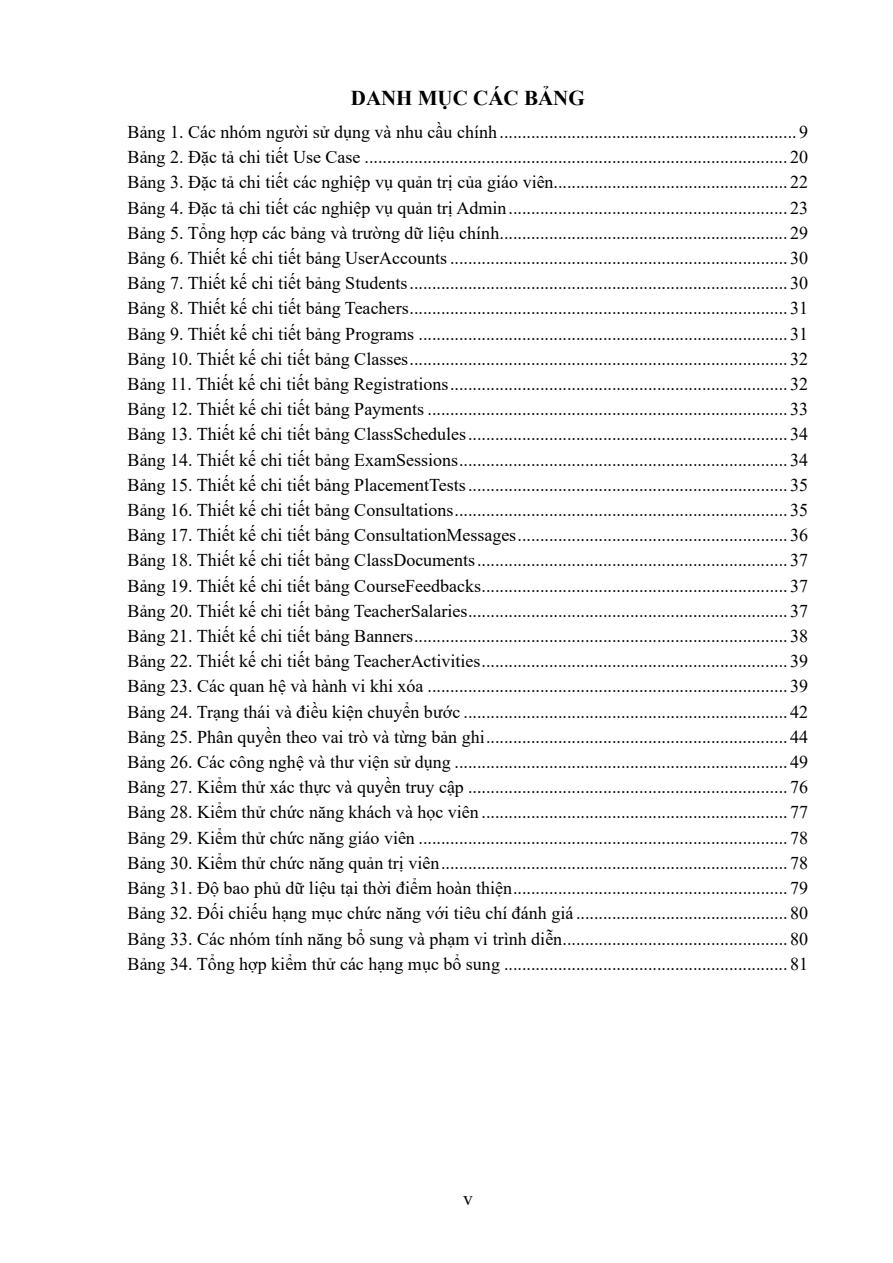 DANH MỤC CÁC BẢNG
Bảng 1. Các nhóm người sử dụng và nhu cầu chính.................................................................. 9
Bảng 2. Đặc tả chi tiết Use Case .............................................................................................. 20
Bảng 3. Đặc tả chi tiết các nghiệp vụ quản trị của giáo viên.................................................... 22
Bảng 4. Đặc tả chi tiết các nghiệp vụ quản trị Admin.............................................................. 23
Bảng 5. Tổng hợp các bảng và trường dữ liệu chính................................................................ 29
Bảng 6. Thiết kế chi tiết bảng UserAccounts ........................................................................... 30
Bảng 7. Thiết kế chi tiết bảng Students.................................................................................... 30
Bảng 8. Thiết kế chi tiết bảng Teachers.................................................................................... 31
Bảng 9. Thiết kế chi tiết bảng Programs .................................................................................. 31
Bảng 10. Thiết kế chi tiết bảng Classes.................................................................................... 32
Bảng 11. Thiết kế chi tiết bảng Registrations........................................................................... 32
Bảng 12. Thiết kế chi tiết bảng Payments ................................................................................ 33
Bảng 13. Thiết kế chi tiết bảng ClassSchedules....................................................................... 34
Bảng 14. Thiết kế chi tiết bảng ExamSessions......................................................................... 34
Bảng 15. Thiết kế chi tiết bảng PlacementTests....................................................................... 35
Bảng 16. Thiết kế chi tiết bảng Consultations.......................................................................... 35
Bảng 17. Thiết kế chi tiết bảng ConsultationMessages............................................................ 36
Bảng 18. Thiết kế chi tiết bảng ClassDocuments..................................................................... 37
Bảng 19. Thiết kế chi tiết bảng CourseFeedbacks.................................................................... 37
Bảng 20. Thiết kế chi tiết bảng TeacherSalaries....................................................................... 37
Bảng 21. Thiết kế chi tiết bảng Banners................................................................................... 38
Bảng 22. Thiết kế chi tiết bảng TeacherActivities.................................................................... 39
Bảng 23. Các quan hệ và hành vi khi xóa ................................................................................ 39
Bảng 24. Trạng thái và điều kiện chuyển bước ........................................................................ 42
Bảng 25. Phân quyền theo vai trò và từng bản ghi................................................................... 44
Bảng 26. Các công nghệ và thư viện sử dụng .......................................................................... 49
Bảng 27. Kiểm thử xác thực và quyền truy cập ....................................................................... 76
Bảng 28. Kiểm thử chức năng khách và học viên.................................................................... 77
Bảng 29. Kiểm thử chức năng giáo viên .................................................................................. 78
Bảng 30. Kiểm thử chức năng quản trị viên............................................................................. 78
Bảng 31. Độ bao phủ dữ liệu tại thời điểm hoàn thiện............................................................. 79
Bảng 32. Đối chiếu hạng mục chức năng với tiêu chí đánh giá ............................................... 80
Bảng 33. Các nhóm tính năng bổ sung và phạm vi trình diễn.................................................. 80
Bảng 34. Tổng hợp kiểm thử các hạng mục bổ sung ............................................................... 81
v